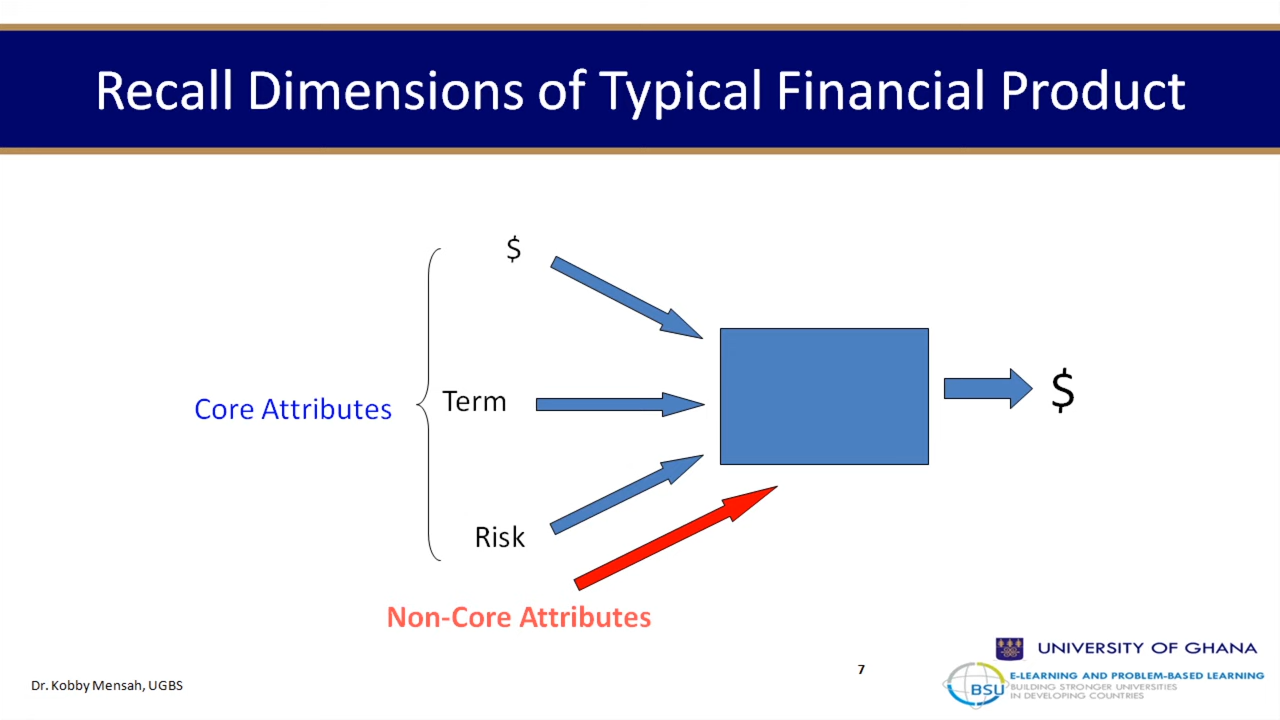 Recall Dimensions of Typical Financial Product
$
Term
Core Attributes
Risk
$
Non-Core Attributes
Dr. Kobby Mensah, UGBS
7
UNIVERSITY OF GHANA
BSU
E-LEARNING AND PROBLEM-BASED LEARNING
BUILDING STRONGER UNIVERSITIES
IN DEVELOPING COUNTRIES